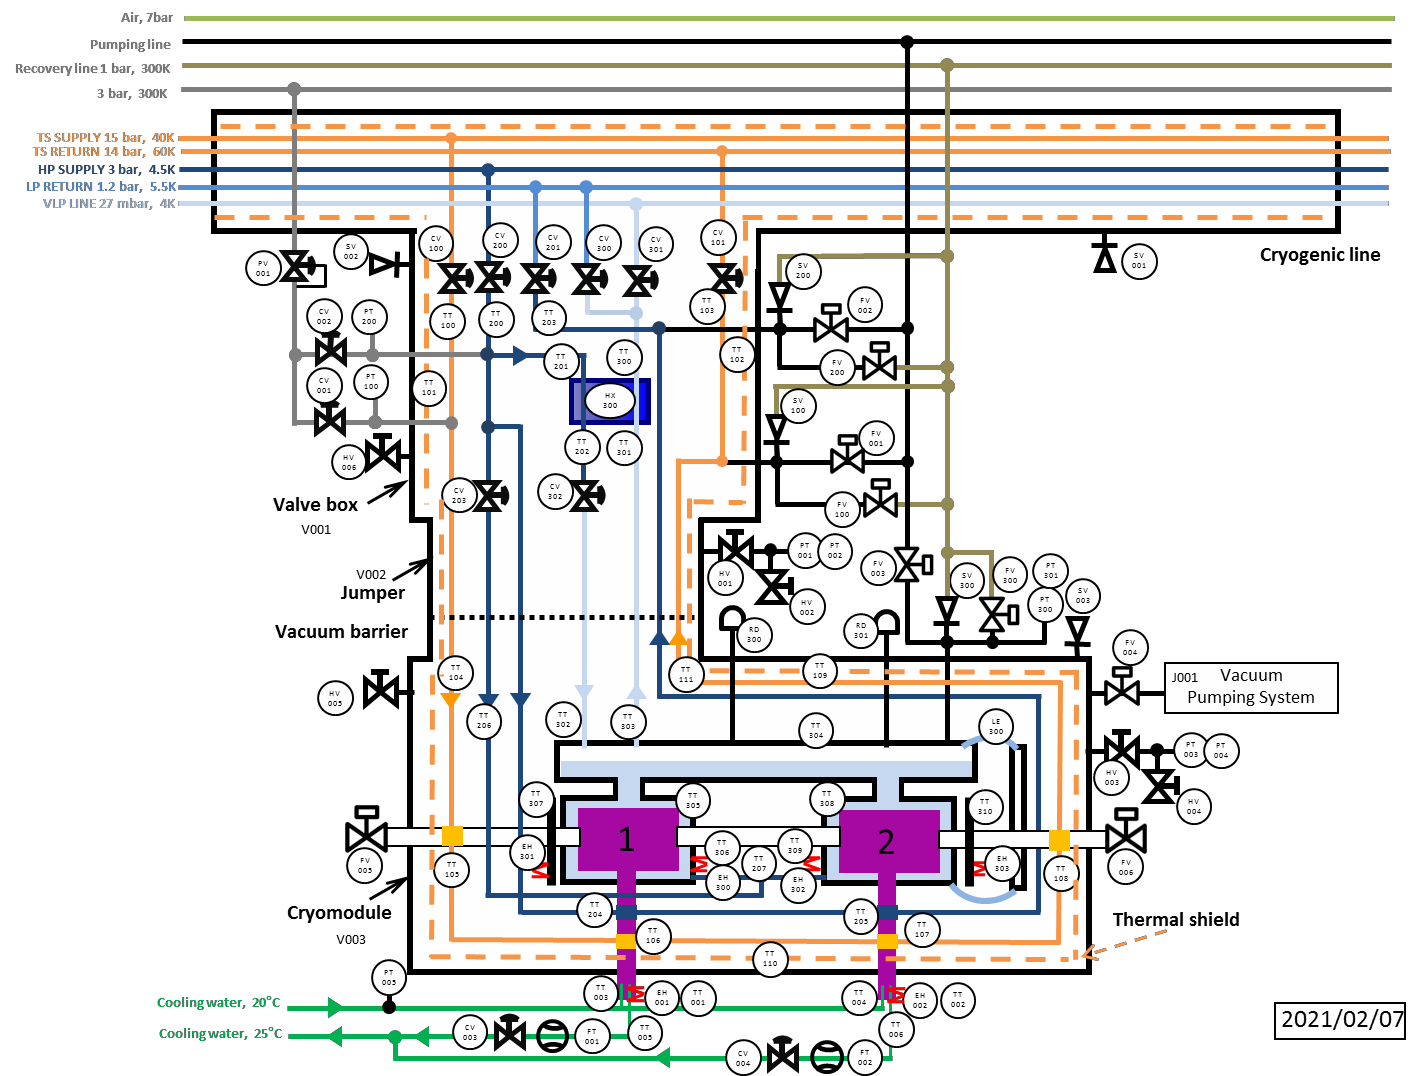 Air, 7bar
Pumping line
Recovery line 1 bar, 300K
3 bar, 300K
TS SUPPLY 15 bar, 40K
TS RETURN 14 bar, 60K
HP SUPPLY 3 bar, 4.5K
LP RETURN 1.2 bar, 5.5K
VLP LINE 27 mbar, 4K
Cryogenic line
PV 001
SV 002
CV 100
CV 200
CV 201
CV 300
CV 301
CV 101
SV 200
SV 001
CV 002
PT 200
TT 100
TT 200
TT 203
TT 103
FV 002
CV 001
PT 100
TT 101
TT 201
TT 300
TT 102
FV 200
HX 300
SV 100
HV 006
TT 202
TT 301
FV 001
Valve box
V001
CV 203
CV 302
FV 100
V002
Jumper
HV 001
PT 001
PT 002
HV 002
FV 003
SV 300
FV 300
PT 301
PT 300
SV 003
Vacuum barrier
RD 300
RD 301
FV 004
HV 005
TT 104
TT 111
TT 109
J001
Vacuum
Pumping System
TT 206
TT 302
TT 303
TT 304
LE 300
HV 003
PT 003
PT 004
HV 004
TT 307
TT 305
TT 308
TT 310
1
2
FV 005
TT 105
EH 301
TT 306
TT 207
TT 309
EH 300
EH 302
EH 303
TT 108
FV 006
Cryomodule
V003
TT 204
TT 205
TT 106
TT 107
TT 110
Thermal shield
PT 005
TT 003
EH 001
TT 001
TT 004
EH 002
TT 002
Cooling water, 20°C
Cooling water, 25°C
CV 003
FT 001
TT 005
TT 006
CV 004
FT 002
2021/02/07